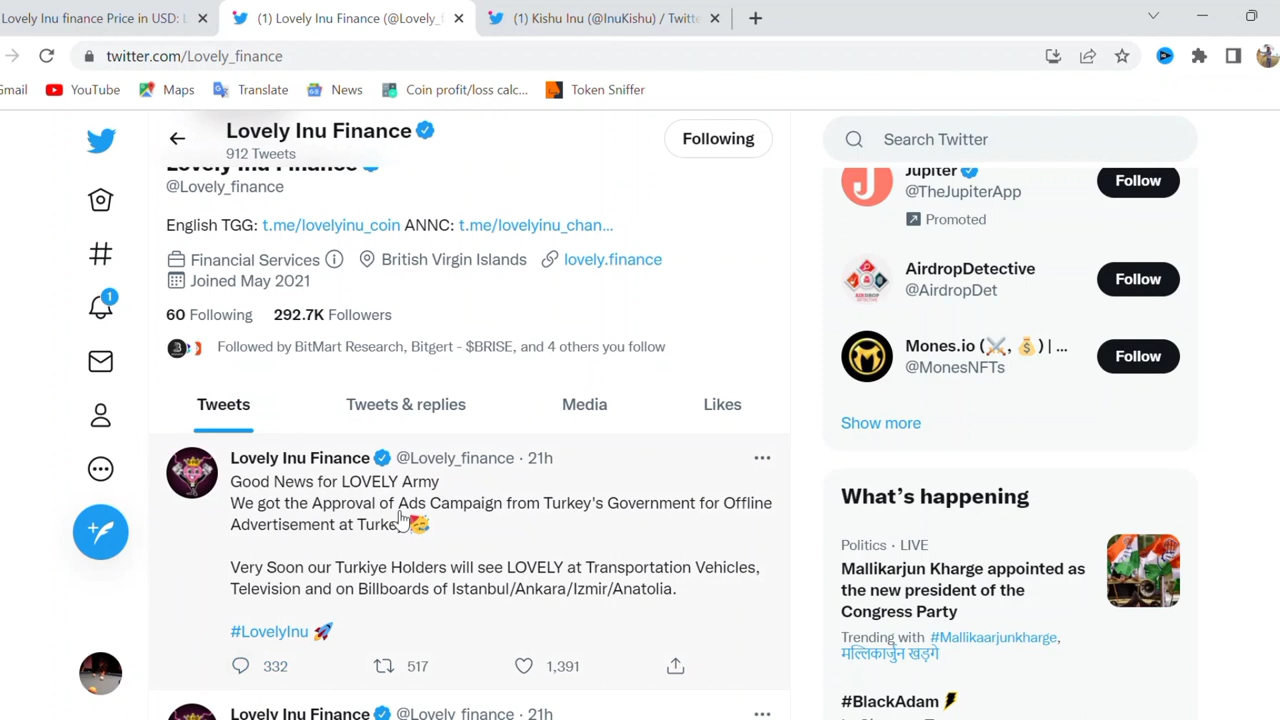 Lovely Inu finance Price in USD: L
(1) Lovely Inu Finance (@Lovely_f
(1) Kishu Inu (@InuKishu) / Twitte
twitter.com/Lovely_finance
Gmail
YouTube
Maps
Translate
News
Coin profit/loss calc...
Token Sniffer
Lovely Inu Finance
912 Tweets
Following
Search Twitter
Lovely Inu Finance
@Lovely_finance
English TGG: t.me/lovelyinu_coin ANNC: t.me/lovelyinu_chan...
Financial Services British Virgin Islands lovely.finance
Joined May 2021
60 Following 292.7K Followers
Followed by BitMart Research, Bitgert - $BRISE, and 4 others you follow
Tweets Tweets & replies Media Likes
Lovely Inu Finance @Lovely_finance · 21h
Good News for LOVELY Army
We got the Approval of Ads Campaign from Turkey's Government for Offline
Advertisement at Turkey 🥳
Very Soon our Turkiye Holders will see LOVELY at Transportation Vehicles,
Television and on Billboards of Istanbul/Ankara/Izmir/Anatolia.
#LovelyInu 🚀
332 517 1,391
Lovely Inu Finance @Lovely_finance · 21h
1
Jupiter
@TheJupiterApp
Promoted
Follow
AirdropDetective
@AirdropDet
Follow
Mones.io (⚔️, 💰) | ...
@MonesNFTs
Follow
Show more
What's happening
Politics · LIVE
Mallikarjun Kharge appointed as
the new president of the
Congress Party
Trending with #Mallikaarjunkharge,
मल्लिकार्जुन खड़गे
#BlackAdam